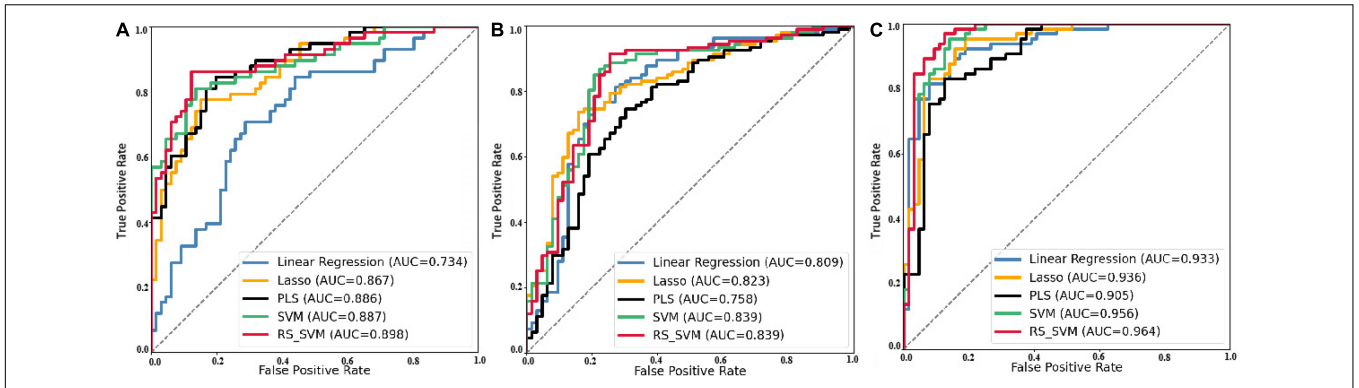 A
1.0
0.8
0.6
0.4
0.2
0.0
True Positive Rate
Linear Regression (AUC=0.734)
Lasso (AUC=0.867)
PLS (AUC=0.886)
SVM (AUC=0.887)
RS_SVM (AUC=0.898)
0.0 0.2 0.4 0.6 0.8 1.0
False Positive Rate
B
1.0
0.8
0.6
0.4
0.2
0.0
True Positive Rate
Linear Regression (AUC=0.809)
Lasso (AUC=0.823)
PLS (AUC=0.758)
SVM (AUC=0.839)
RS_SVM (AUC=0.839)
0.0 0.2 0.4 0.6 0.8 1.0
False Positive Rate
C
1.0
0.8
0.6
0.4
0.2
0.0
True Positive Rate
Linear Regression (AUC=0.933)
Lasso (AUC=0.936)
PLS (AUC=0.905)
SVM (AUC=0.956)
RS_SVM (AUC=0.964)
0.0 0.2 0.4 0.6 0.8 1.0
False Positive Rate